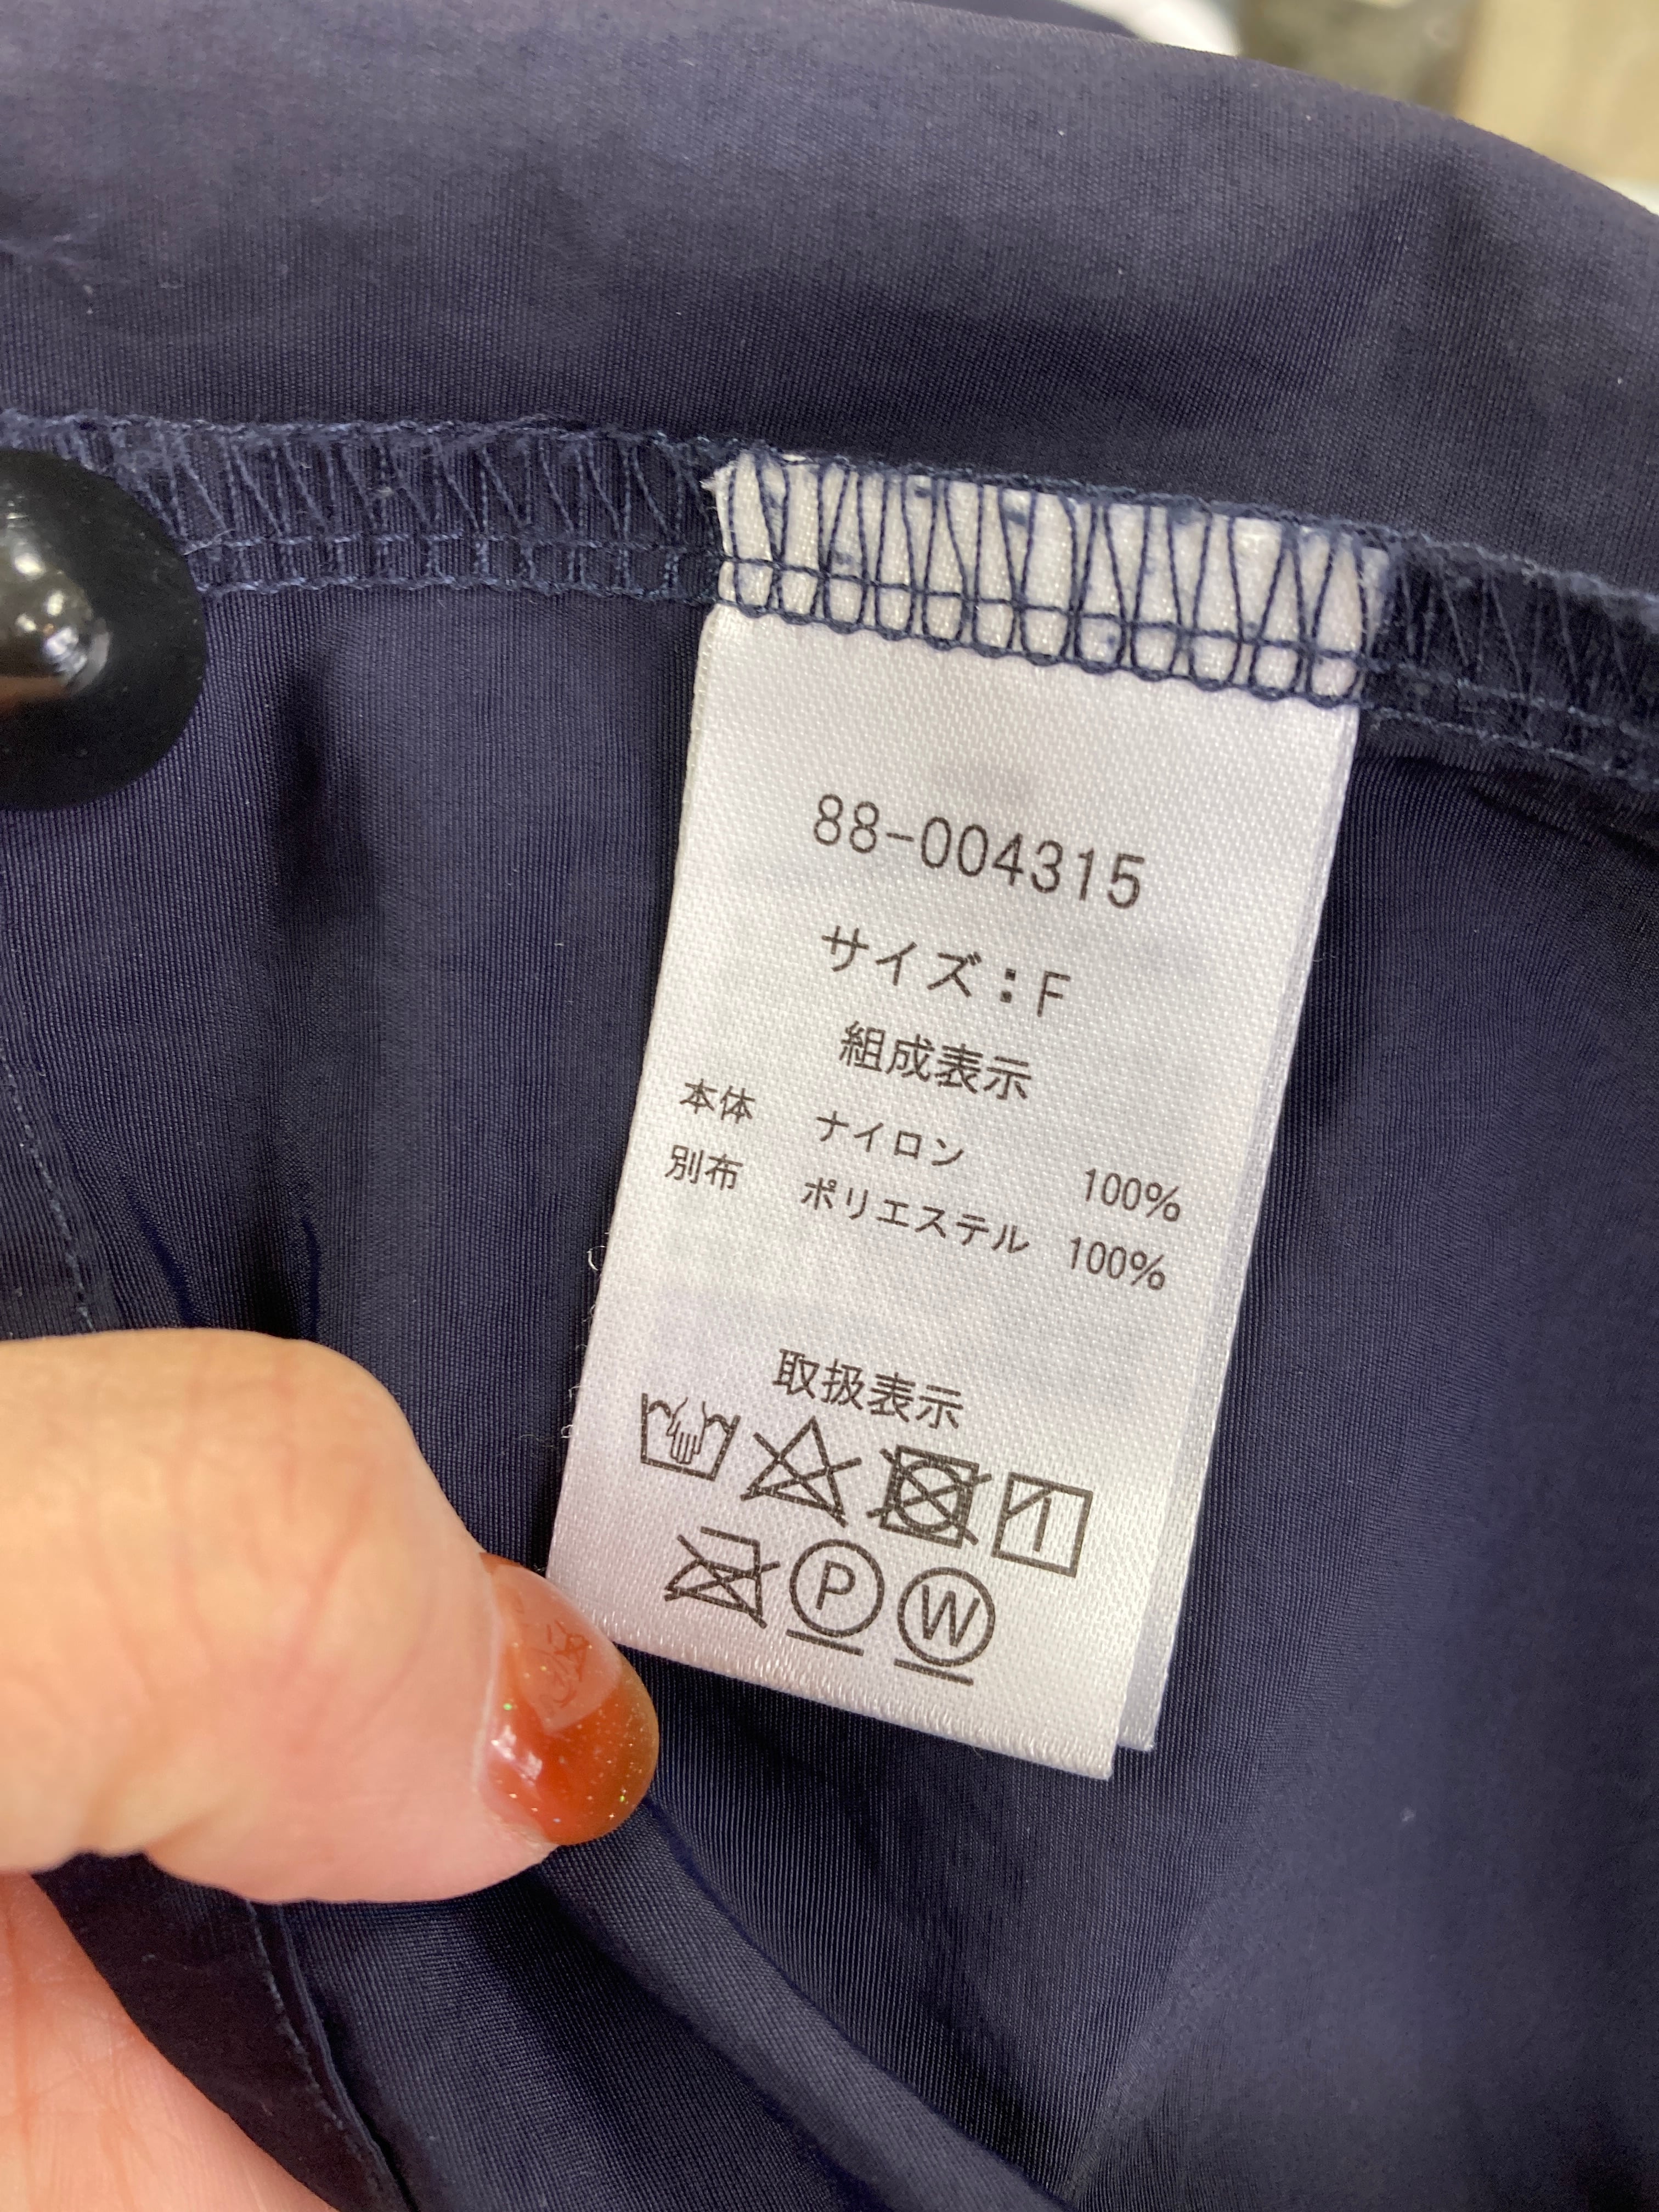 88-004315
サイズ：F
組成表示
本体 ナイロン 100%
別布 ポリエステル 100%
取扱表示
P W